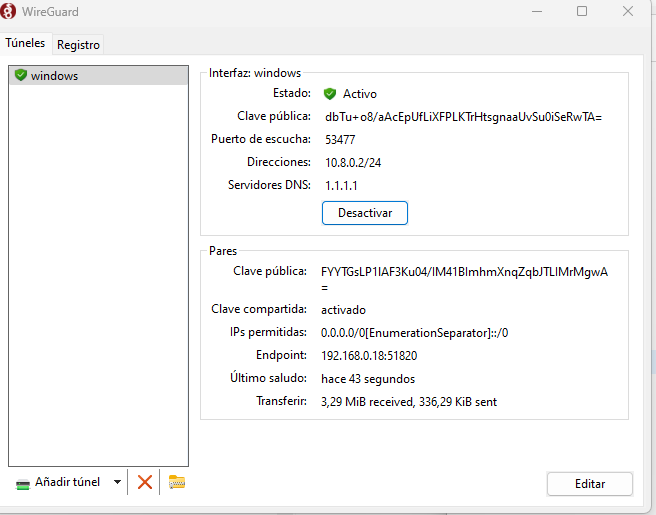 WireGuard
Túneles Registro
windows
Interfaz: windows
Estado: Activo
Clave pública: dbTu+o8/aAcEpUfLiXFPLKTrHtsgnaaUvSu0iSeRwTA=
Puerto de escucha: 53477
Direcciones: 10.8.0.2/24
Servidores DNS: 1.1.1.1
Desactivar
Pares
Clave pública: FYYTGsLP1IAF3Ku04/IM41BlmhmXnqZqbJTLIMrMgwA
=
Clave compartida: activado
IPs permitidas: 0.0.0.0/0[EnumerationSeparator]::/0
Endpoint: 192.168.0.18:51820
Último saludo: hace 43 segundos
Transferir: 3,29 MiB received, 336,29 KiB sent
Añadir túnel
Editar